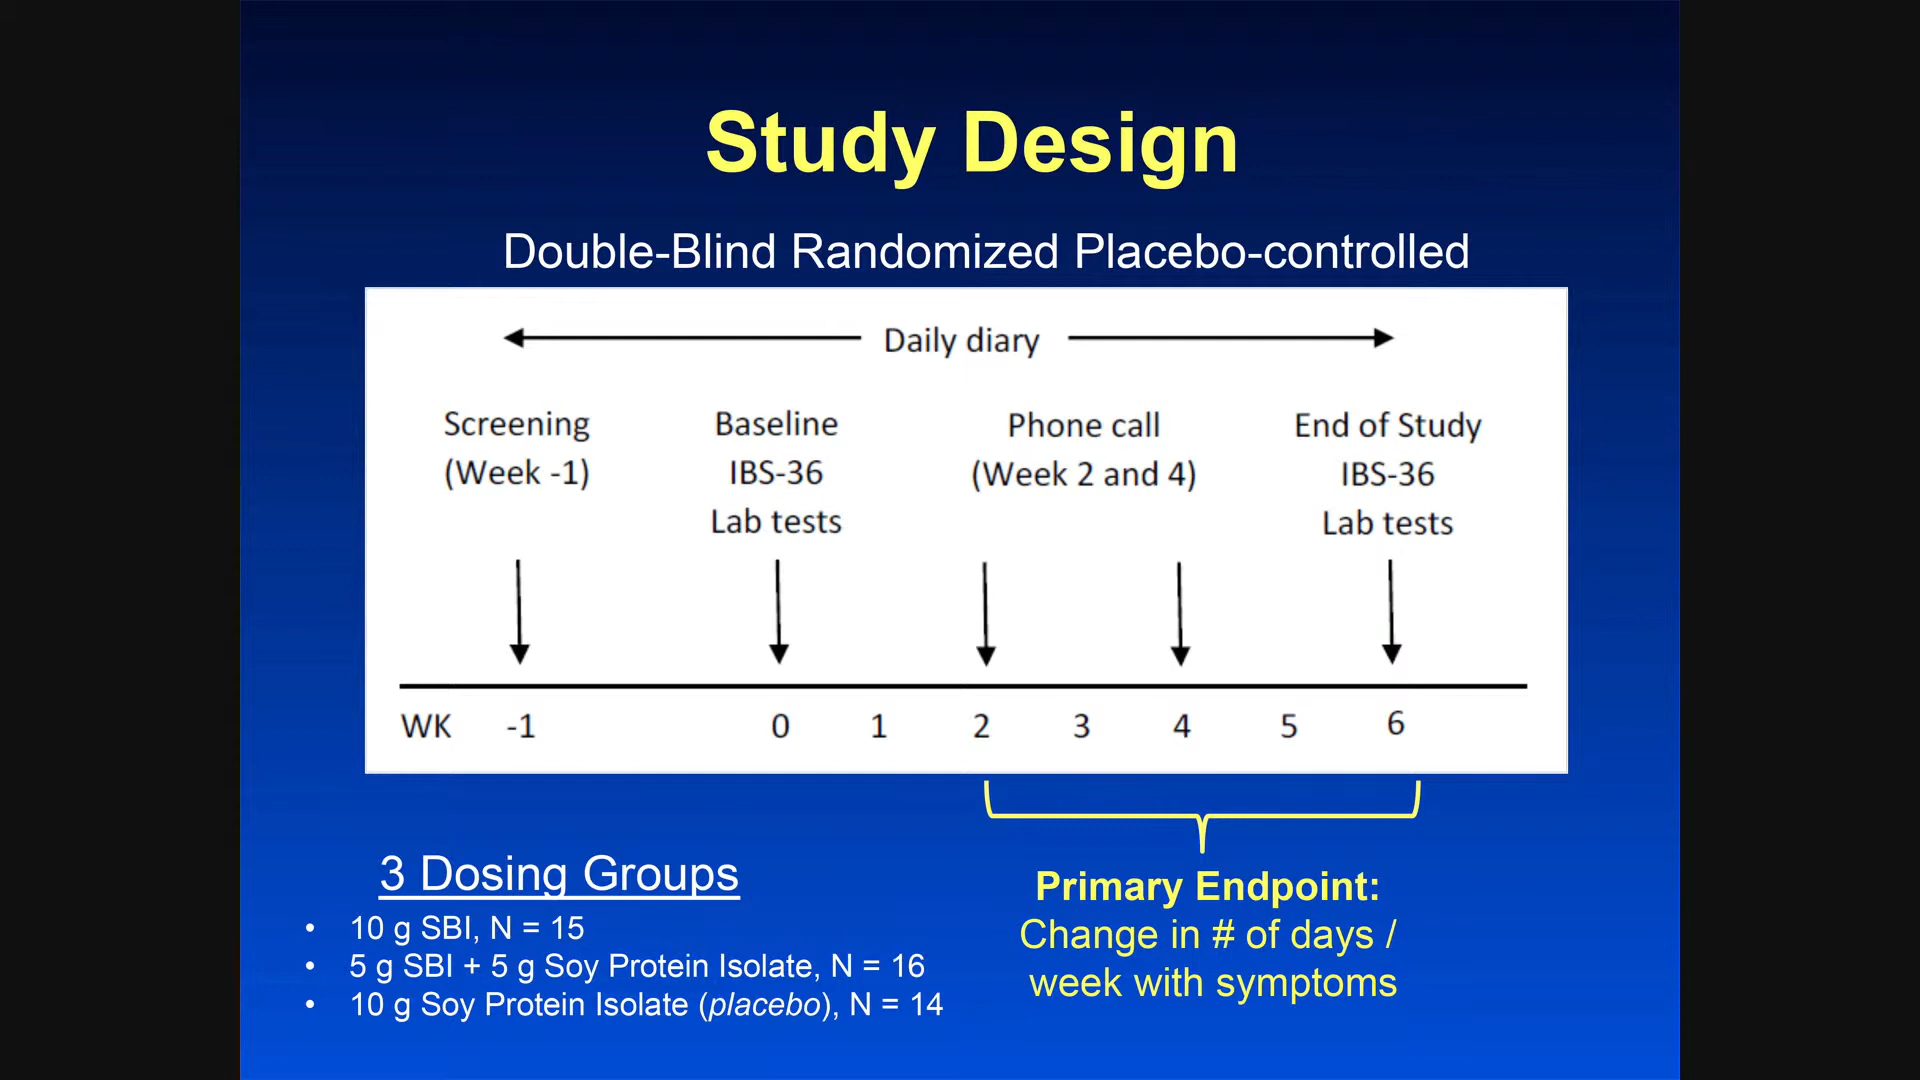 Study Design
Double-Blind Randomized Placebo-controlled
Daily diary
Screening
(Week -1)
Baseline
IBS-36
Lab tests
Phone call
(Week 2 and 4)
End of Study
IBS-36
Lab tests
WK -1 0 1 2 3 4 5 6
3 Dosing Groups
• 10 g SBI, N = 15
• 5 g SBI + 5 g Soy Protein Isolate, N = 16
• 10 g Soy Protein Isolate (placebo), N = 14
Primary Endpoint:
Change in # of days /
week with symptoms